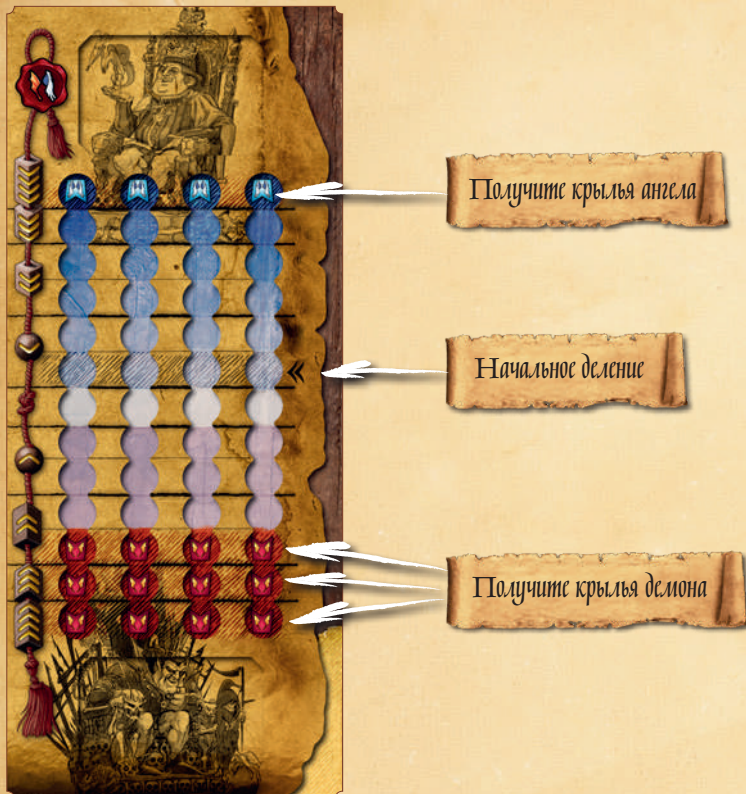 Получите крылья ангела
Начальное деление
Получите крылья демона